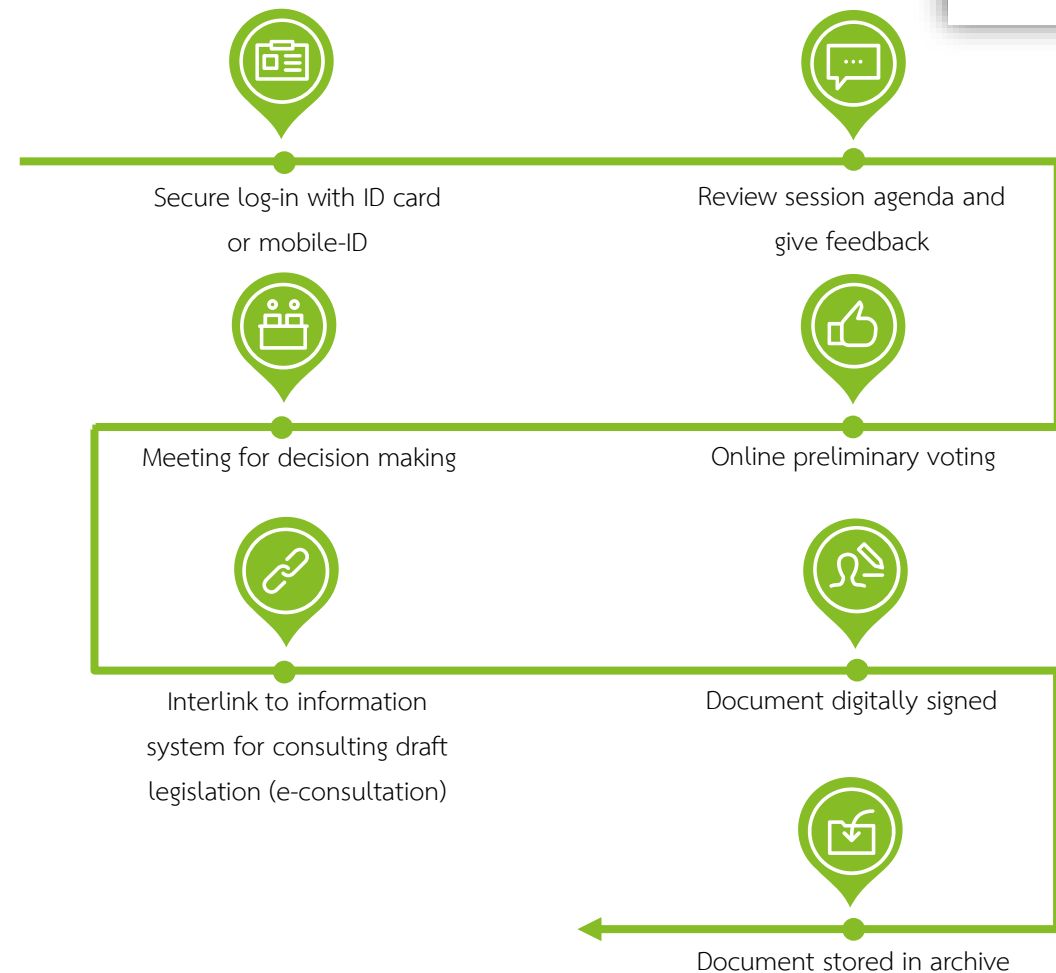 Secure log-in with ID card
or mobile-ID
Review session agenda and
give feedback
Meeting for decision making
Online preliminary voting
Interlink to information
system for consulting draft
legislation (e-consultation)
Document digitally signed
Document stored in archive